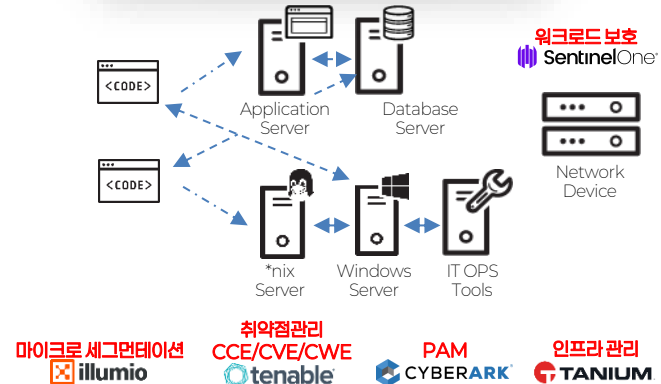 워크로드 보호
SentinelOne®
<CODE>
Application
Server
Database
Server
Network
Device
<CODE>
*nix
Server
Windows
Server
IT OPS
Tools
마이크로 세그먼테이션
illumio
취약점관리
CCE/CVE/CWE
tenable
PAM
CYBERARK®
인프라 관리
TANIUM